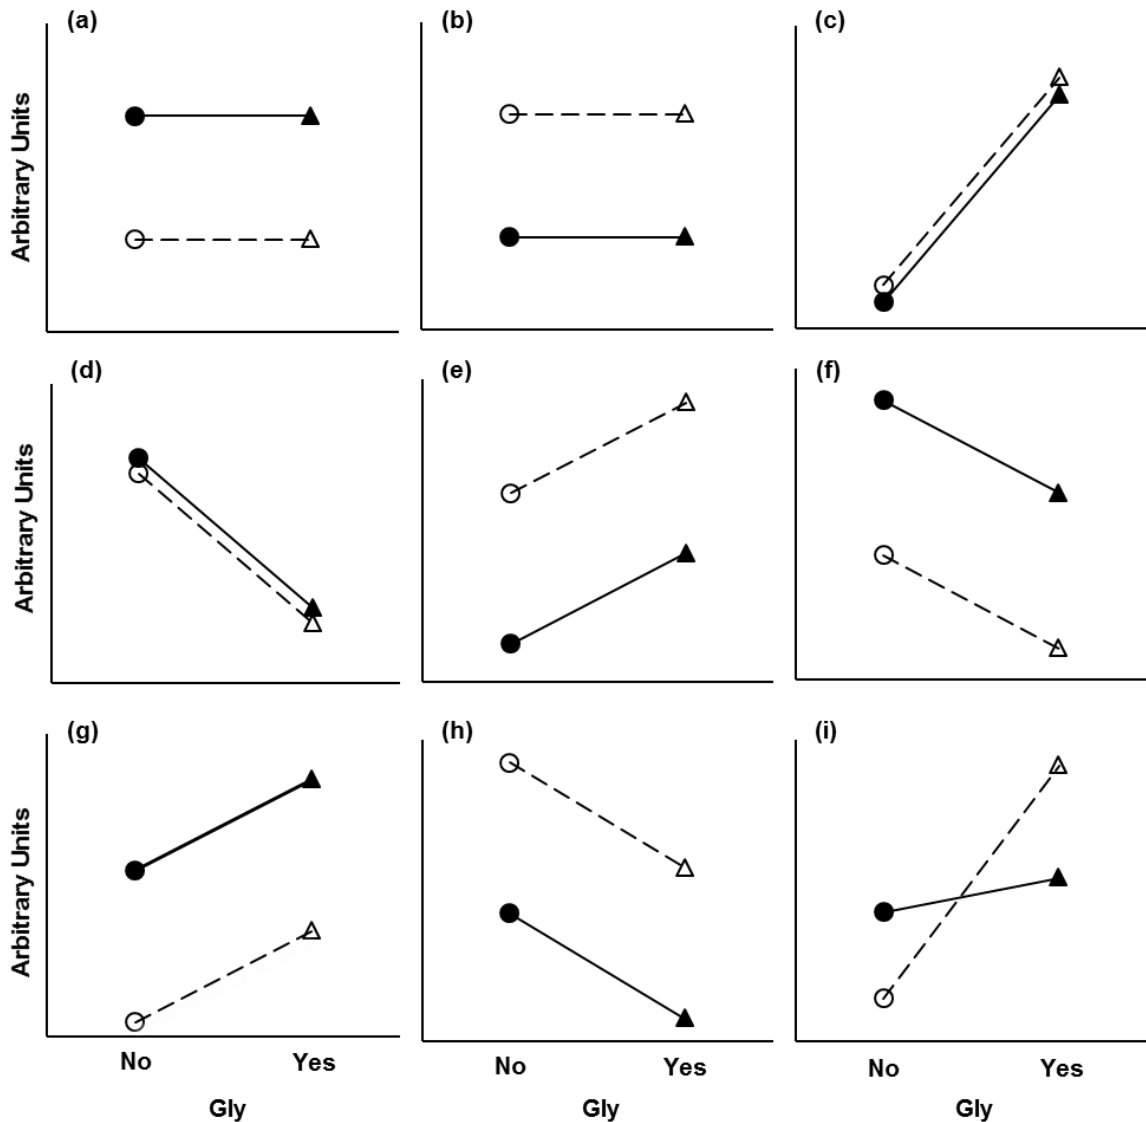 (a)
(b)
(c)
Arbitrary Units
(d)
(e)
(f)
Arbitrary Units
(g)
(h)
(i)
Arbitrary Units
No Yes
No Yes
No Yes
Gly
Gly
Gly